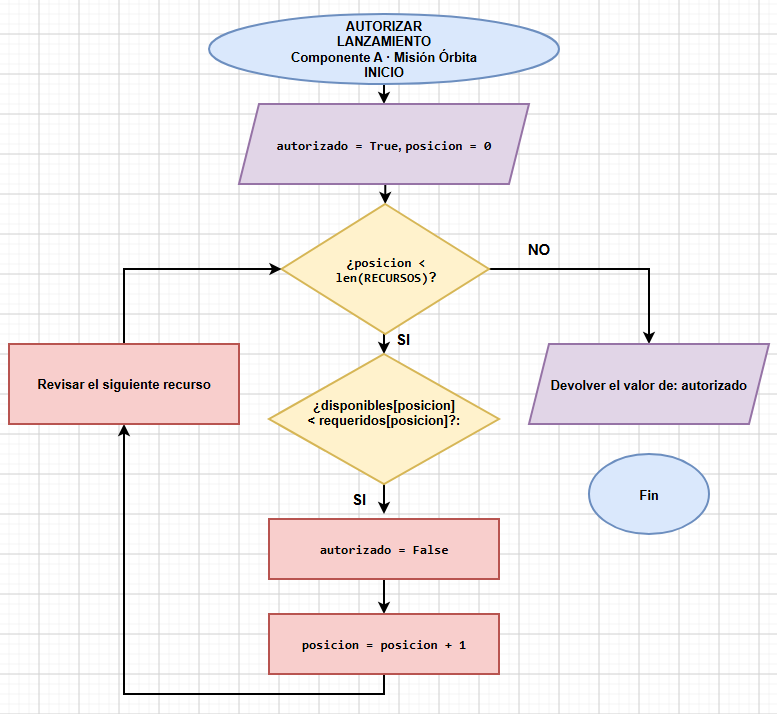 AUTORIZAR
LANZAMIENTO
Componente A · Misión Órbita
INICIO
autorizado = True, posicion = 0
¿posicion <
len(RECURSOS)?
NO
SI
Revisar el siguiente recurso
Devolver el valor de: autorizado
¿disponibles[posicion]
< requeridos[posicion]?:
SI
Fin
autorizado = False
posicion = posicion + 1